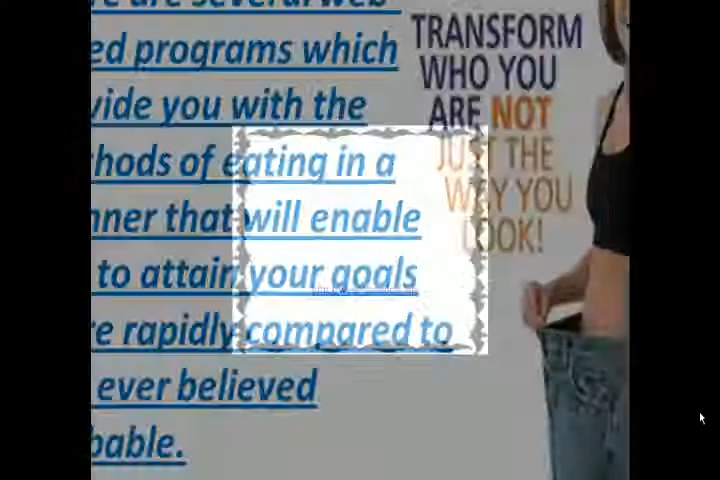 ed programs which
vide you with the
hods of eating in a
nner that will enable
to attain your goals
re rapidly compared to
ever believed
bable.
TRANSFORM
WHO YOU
ARE NOT
JUST THE
WAY YOU
LOOK!